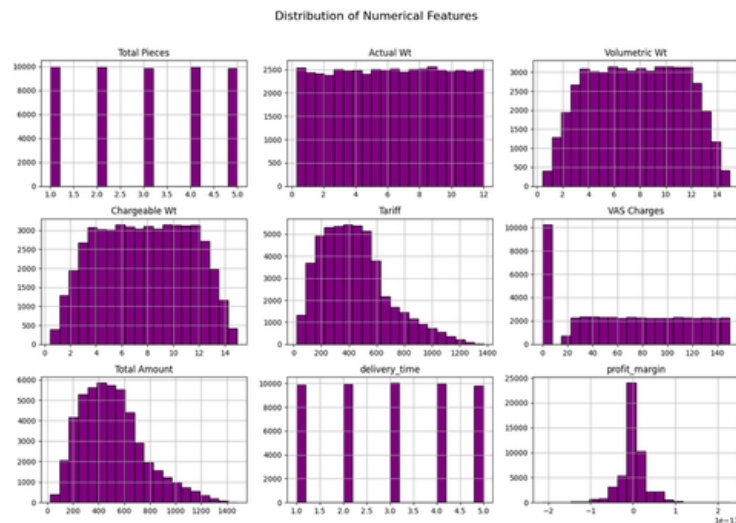 Distribution of Numerical Features
Total Pieces Actual Wt Volumetric Wt
10000 8000 6000 4000 2000 0
1.0 1.5 2.0 2.5 3.0 3.5 4.0 4.5 5.0
2500 2000 1500 1000 500 0
2 4 6 8 10 12
3000 2500 2000 1500 1000 500 0
0 2 4 6 8 10 12 14
Chargeable Wt Tariff VAS Charges
3000 2500 2000 1500 1000 500 0
0 2 4 6 8 10 12 14
5000 4000 3000 2000 1000 0
0 200 400 600 800 1000 1200 1400
10000 8000 6000 4000 2000 0
0 20 40 60 80 100 120 140
Total Amount delivery_time profit_margin
6000 5000 4000 3000 2000 1000 0
0 200 400 600 800 1000 1200 1400
10000 8000 6000 4000 2000 0
1.0 1.5 2.0 2.5 3.0 3.5 4.0 4.5 5.0
25000 20000 15000 10000 5000 0
−2 −1 0 1 2